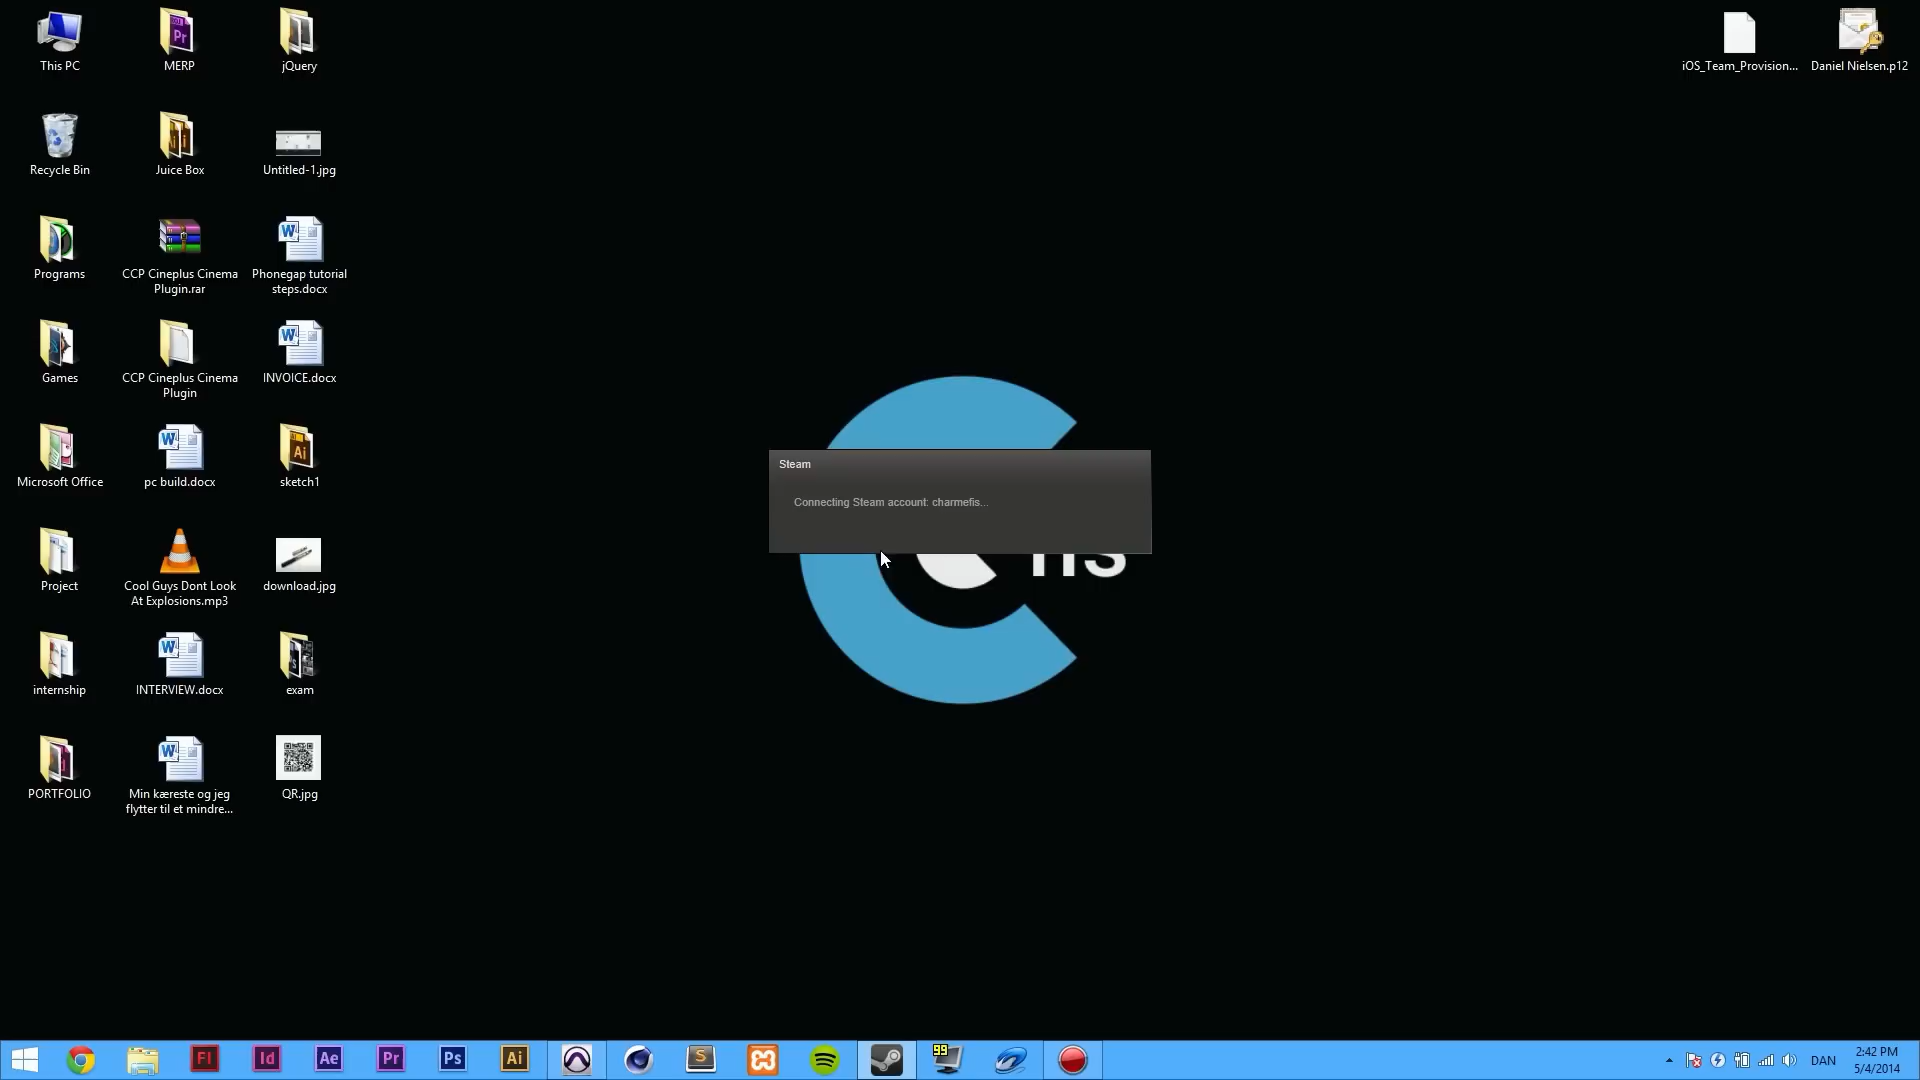 This PC
MERP
jQuery
iOS_Team_Provision...
Daniel Nielsen.p12
Recycle Bin
Juice Box
Untitled-1.jpg
Programs
CCP Cineplus Cinema
Plugin.rar
Phonegap tutorial
steps.docx
Games
CCP Cineplus Cinema
Plugin
INVOICE.docx
Microsoft Office
pc build.docx
sketch1
Steam
Connecting Steam account: charmefis...
Project
Cool Guys Dont Look
At Explosions.mp3
download.jpg
internship
INTERVIEW.docx
exam
PORTFOLIO
Min kæreste og jeg
flytter til et mindre...
QR.jpg
Fl
Id
Ae
Pr
Ps
Ai
S
99
DAN
2:42 PM
5/4/2014